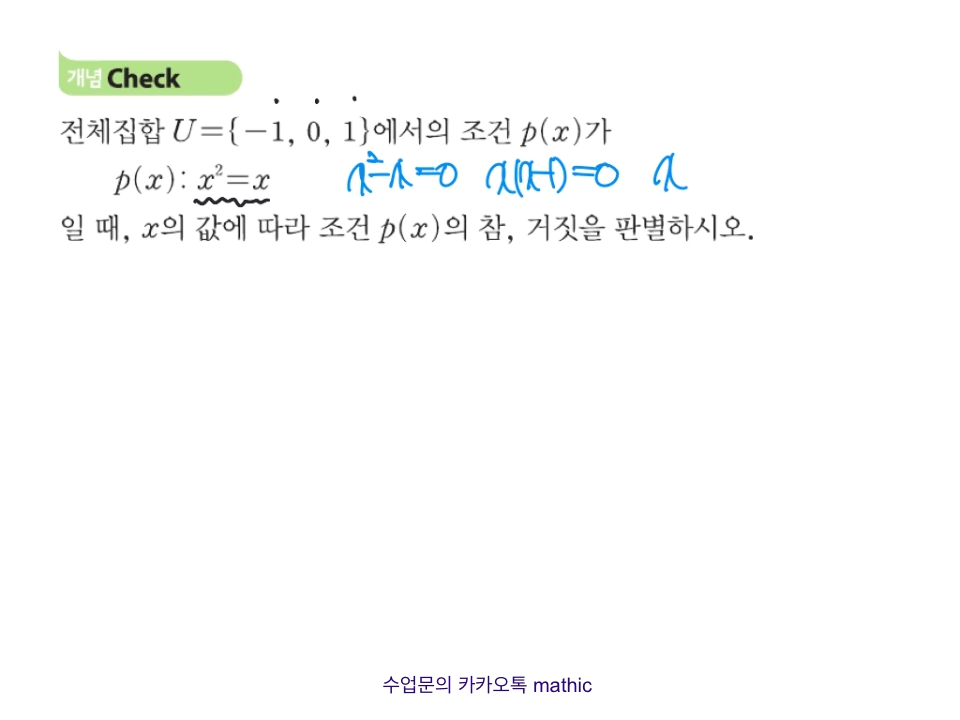 개념 Check
전체집합 U={-1, 0, 1}에서의 조건 p(x)가
p(x): x²=x x²-x=0 x(x-1)=0 x
일 때, x의 값에 따라 조건 p(x)의 참, 거짓을 판별하시오.
수업문의 카카오톡 mathic